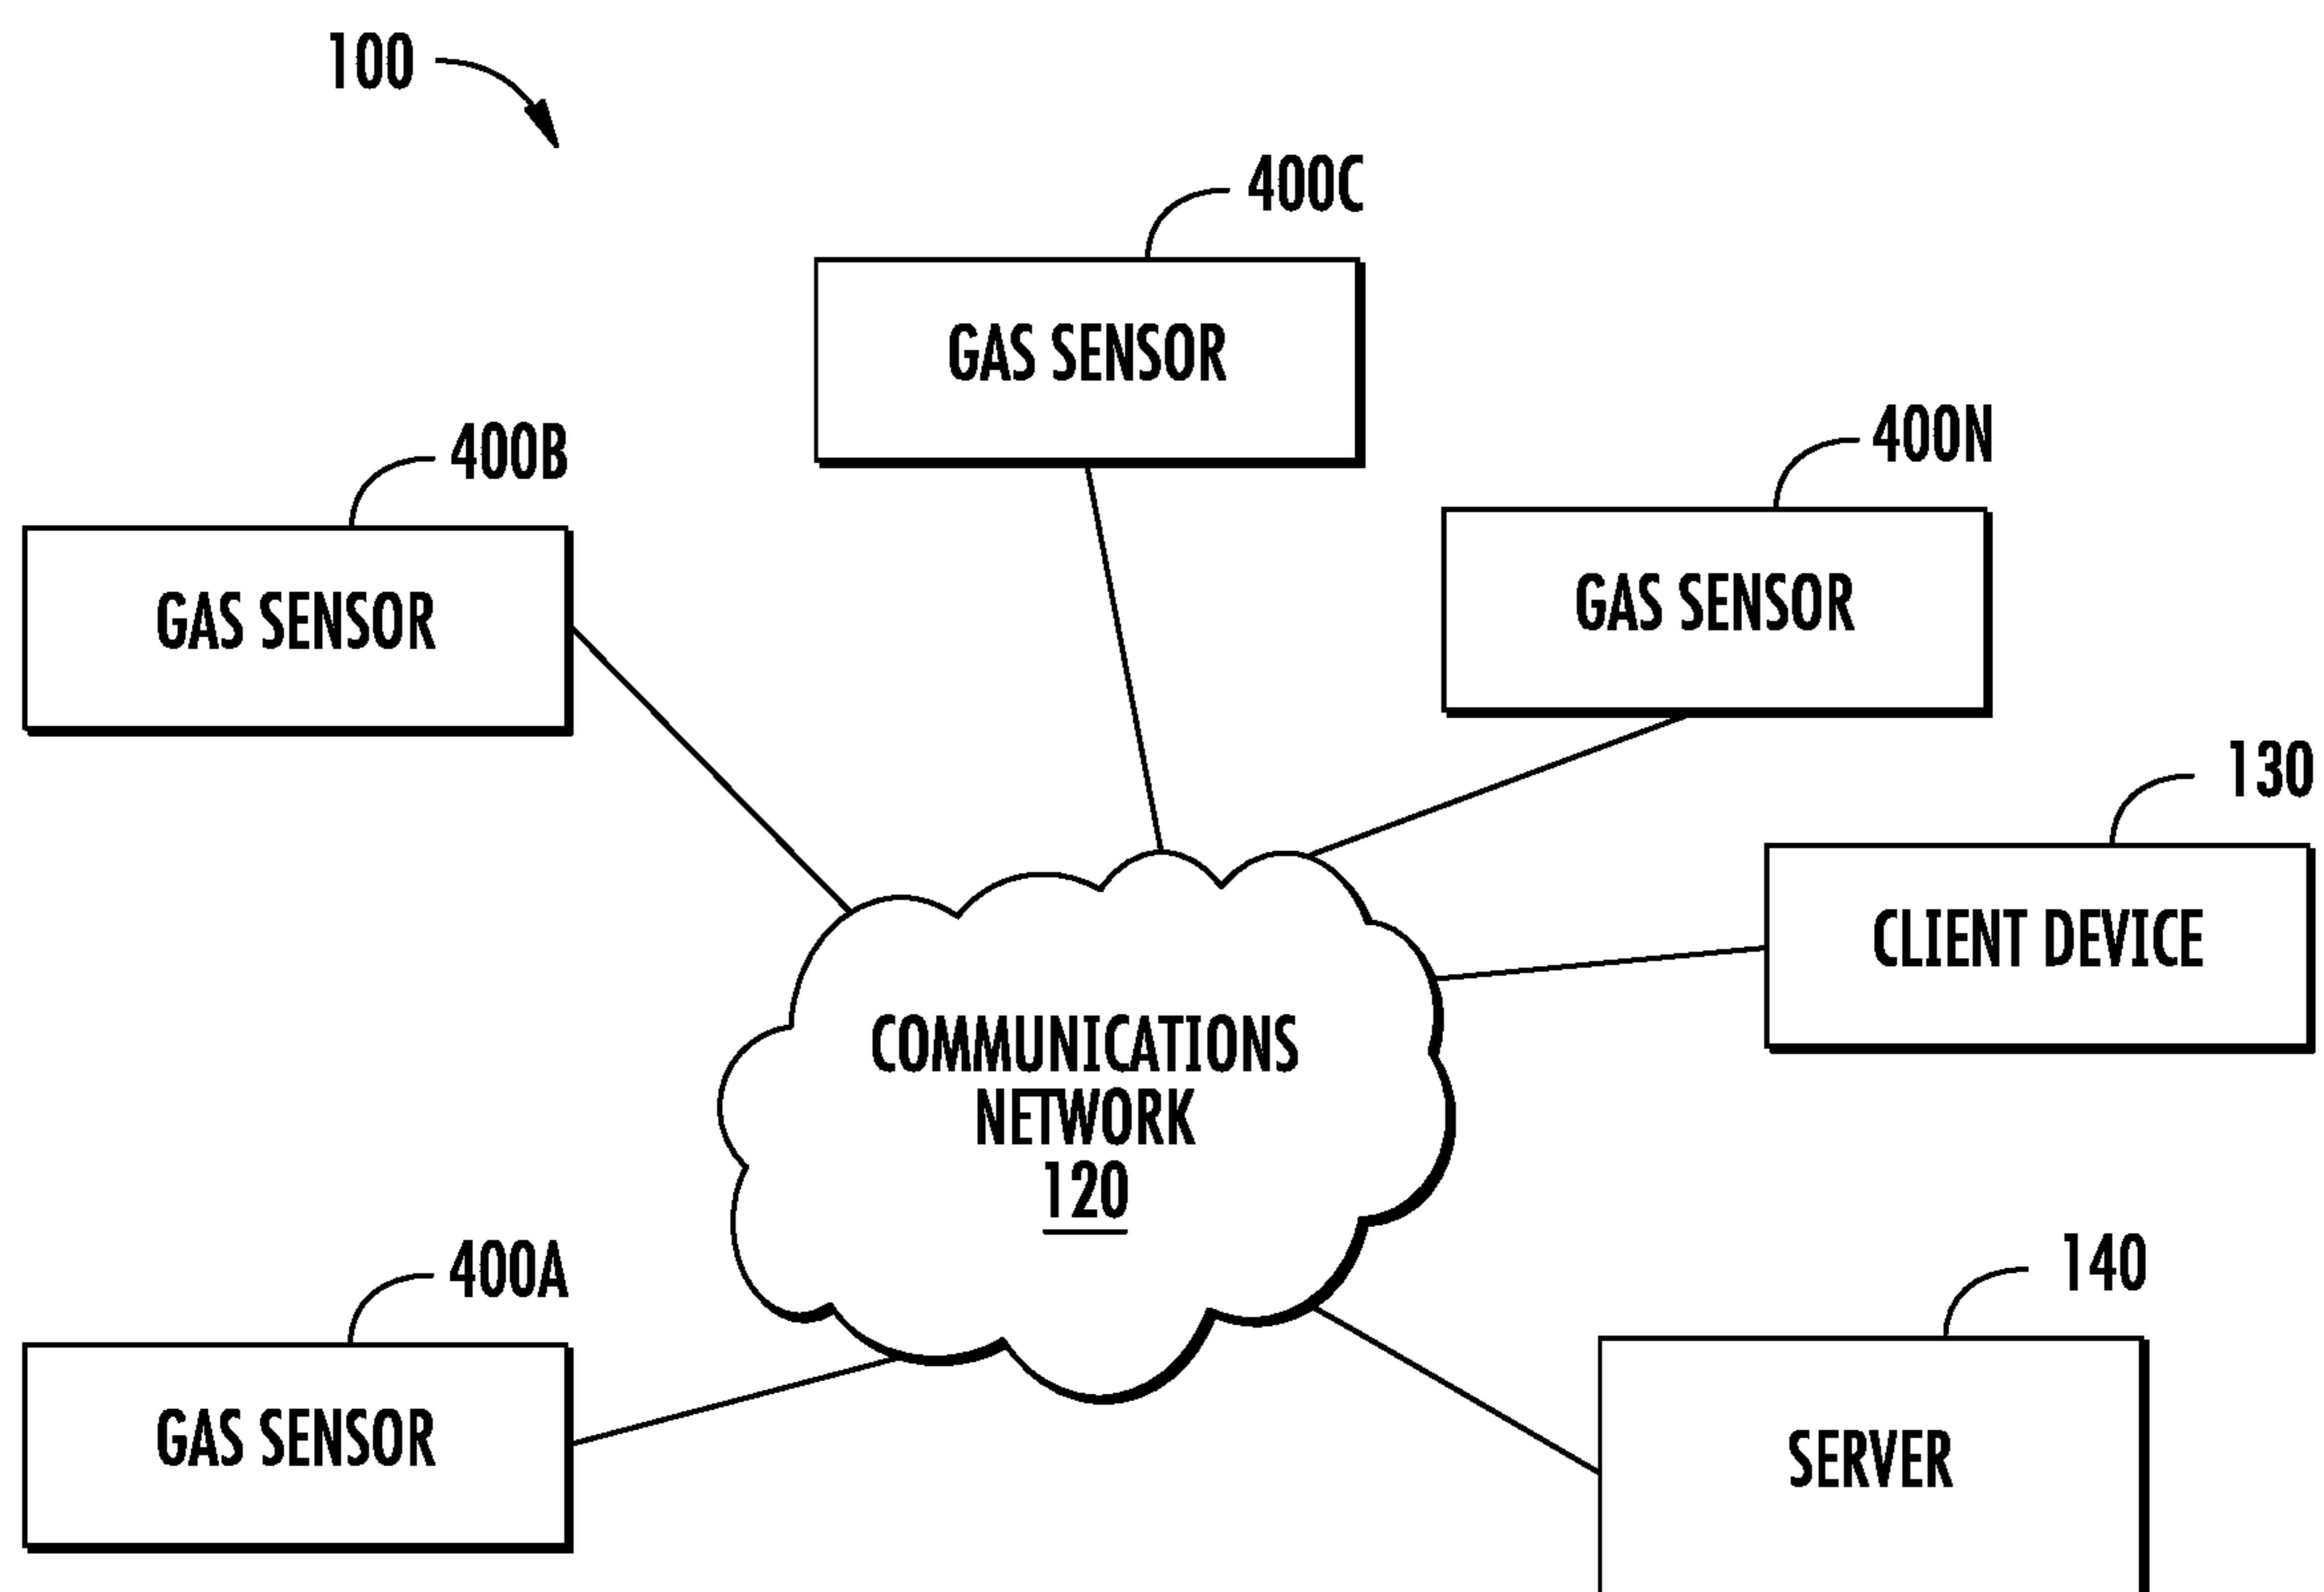 100
400C
GAS SENSOR
400N
400B
GAS SENSOR
GAS SENSOR
130
CLIENT DEVICE
COMMUNICATIONS
NETWORK
120
400A
140
GAS SENSOR
SERVER